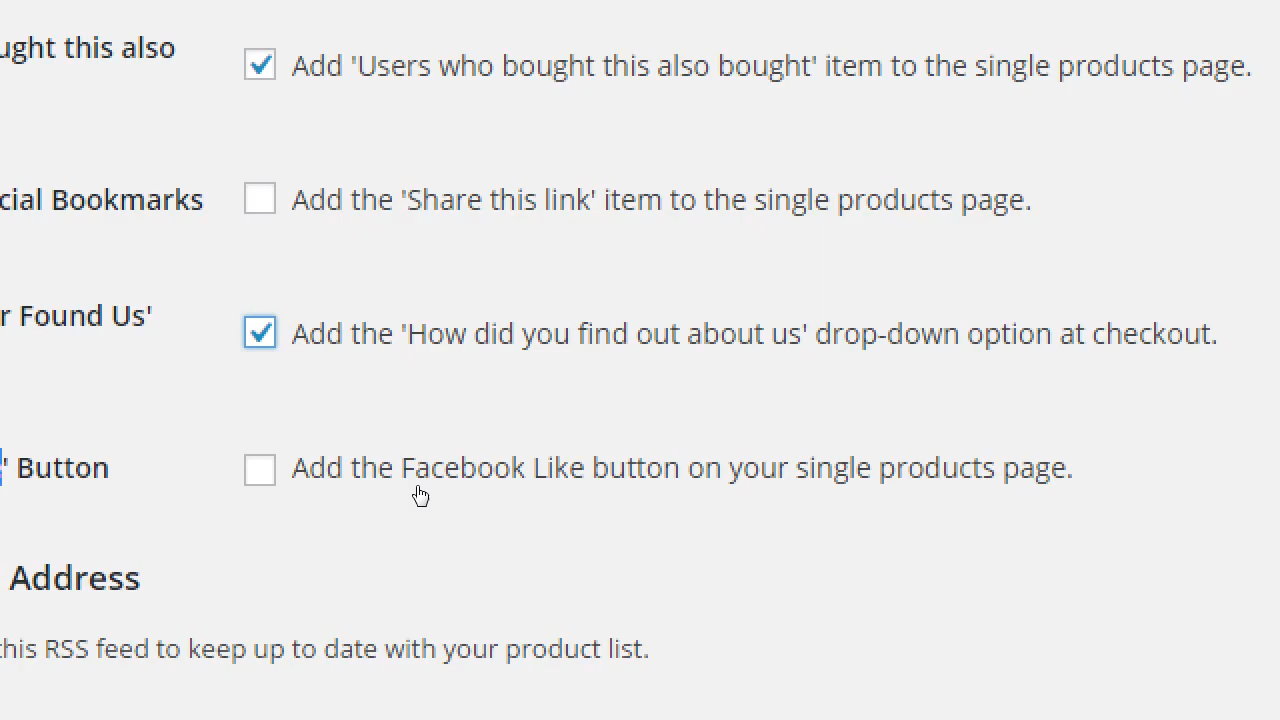 ught this also
Add 'Users who bought this also bought' item to the single products page.
cial Bookmarks
Add the 'Share this link' item to the single products page.
r Found Us'
Add the 'How did you find out about us' drop-down option at checkout.
' Button
Add the Facebook Like button on your single products page.
Address
this RSS feed to keep up to date with your product list.